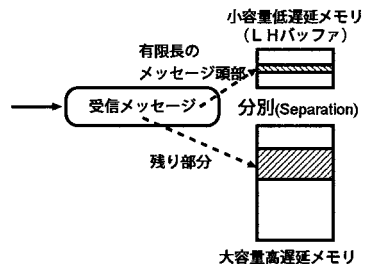 小容量低遅延メモリ
（ＬＨバッファ）
有限長の
メッセージ頭部
受信メッセージ
分別(Separation)
残り部分
大容量高遅延メモリ